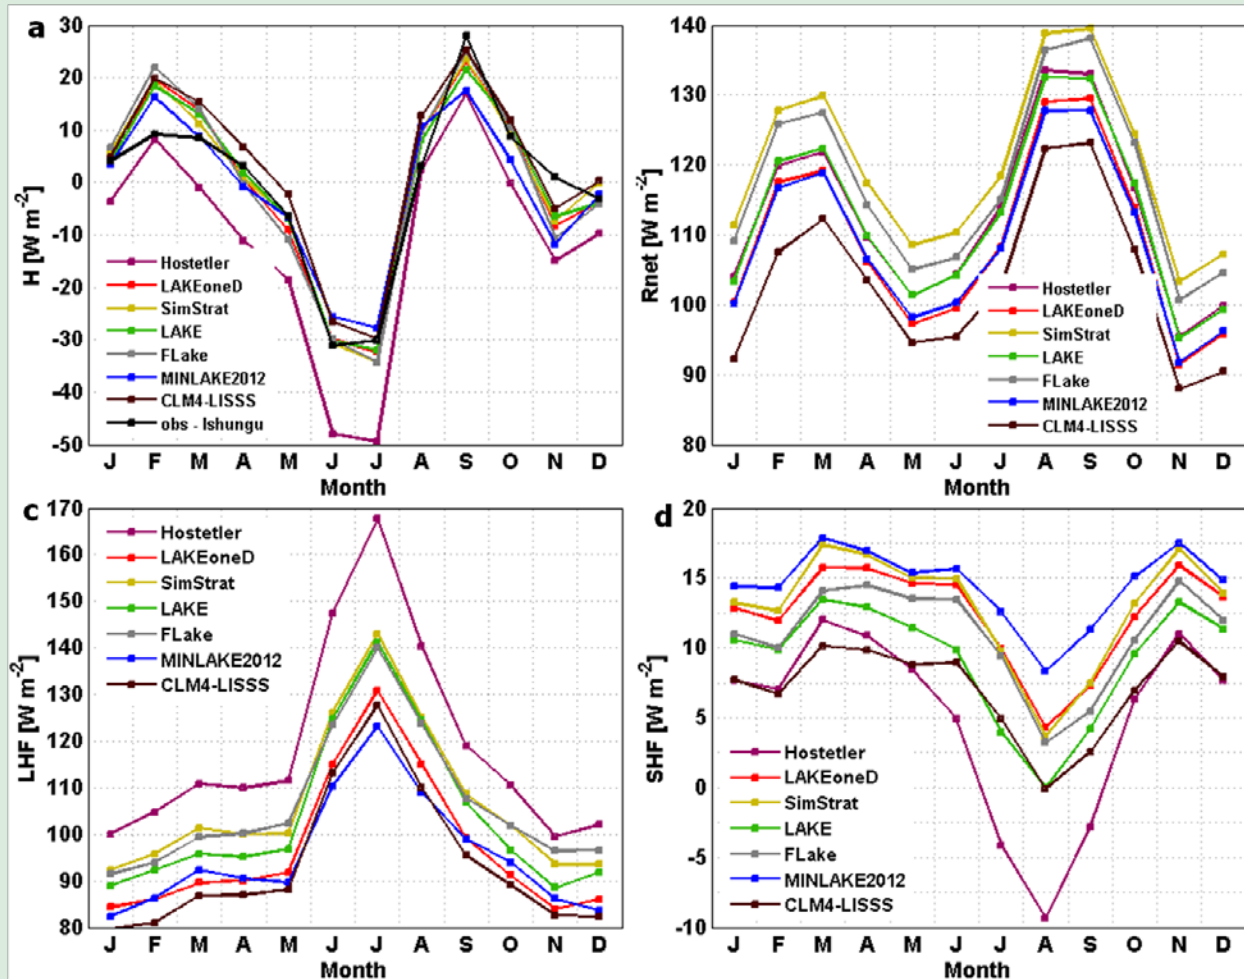 a
30
20
10
0
-10
-20
-30
-40
-50
H [W m-2]
Hostetler
LAKEoneD
SimStrat
LAKE
FLake
MINLAKE2012
CLM4-LISSS
obs - Ishungu
J F M A M J J A S O N D
Month
140
130
120
110
100
90
80
Rnet [W m-2]
Hostetler
LAKEoneD
SimStrat
LAKE
FLake
MINLAKE2012
CLM4-LISSS
J F M A M J J A S O N D
Month
c
170
160
150
140
130
120
110
100
90
80
LHF [W m-2]
Hostetler
LAKEoneD
SimStrat
LAKE
FLake
MINLAKE2012
CLM4-LISSS
J F M A M J J A S O N D
Month
d
20
15
10
5
0
-5
-10
SHF [W m-2]
Hostetler
LAKEoneD
SimStrat
LAKE
FLake
MINLAKE2012
CLM4-LISSS
J F M A M J J A S O N D
Month